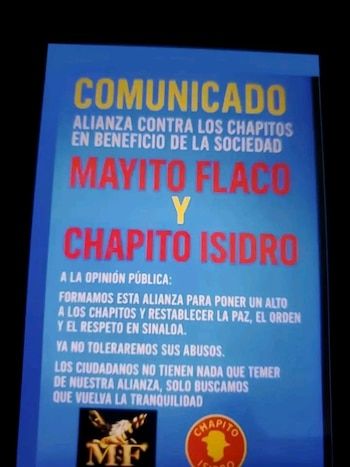 COMUNICADO
ALIANZA CONTRA LOS CHAPITOS
EN BENEFICIO DE LA SOCIEDAD
MAYITO FLACO
Y
CHAPITO ISIDRO
A LA OPINIÓN PÚBLICA:
FORMAMOS ESTA ALIANZA PARA PONER UN ALTO
A LOS CHAPITOS Y RESTABLECER LA PAZ, EL ORDEN
Y EL RESPETO EN SINALOA.
YA NO TOLERAREMOS SUS ABUSOS.
LOS CIUDADANOS NO TIENEN NADA QUE TEMER
DE NUESTRA ALIANZA, SOLO BUSCAMOS
QUE VUELVA LA TRANQUILIDAD
MF
CHAPITO
ISIDRO